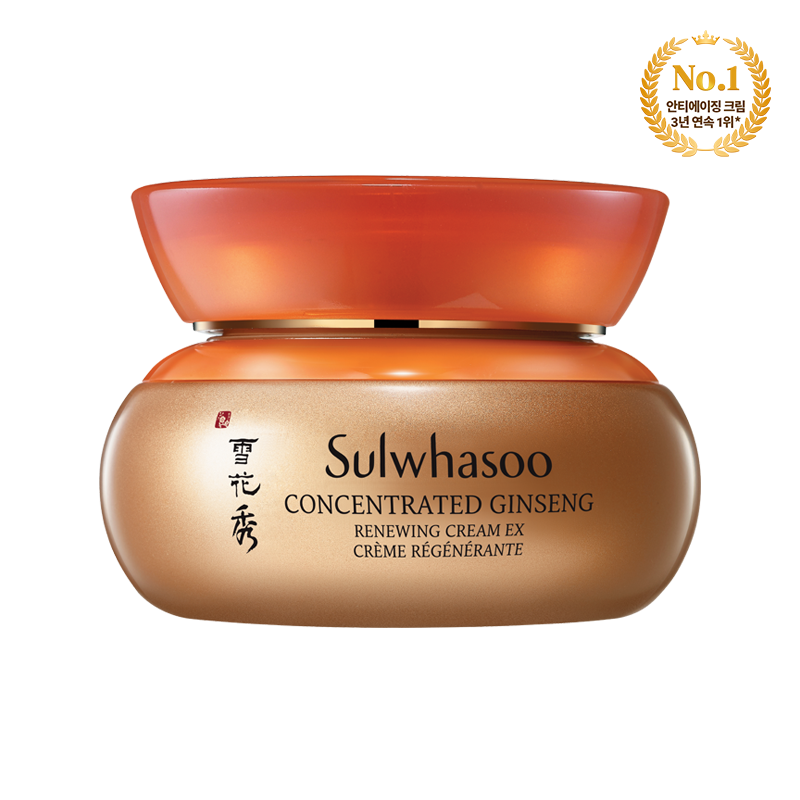 No.1
안티에이징 크림
3년 연속 1위*
雪花秀
Sulwhasoo
CONCENTRATED GINSENG
RENEWING CREAM EX
CRÈME RÉGÉNÉRANTE